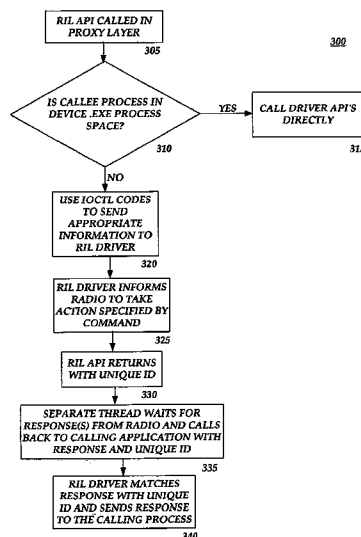 RIL API CALLED IN
PROXY LAYER
305
300
IS CALLEE PROCESS IN
DEVICE .EXE PROCESS
SPACE?
310
YES
CALL DRIVER API'S
DIRECTLY
NO
USE IOCTL CODES
TO SEND
APPROPRIATE
INFORMATION TO
RIL DRIVER
320
RIL DRIVER INFORMS
RADIO TO TAKE
ACTION SPECIFIED BY
COMMAND
325
RIL API RETURNS
WITH UNIQUE ID
330
SEPARATE THREAD WAITS FOR
RESPONSE(S) FROM RADIO AND CALLS
BACK TO CALLING APPLICATION WITH
RESPONSE AND UNIQUE ID
335
RIL DRIVER MATCHES
RESPONSE WITH UNIQUE
ID AND SENDS RESPONSE
TO THE CALLING PROCESS
340